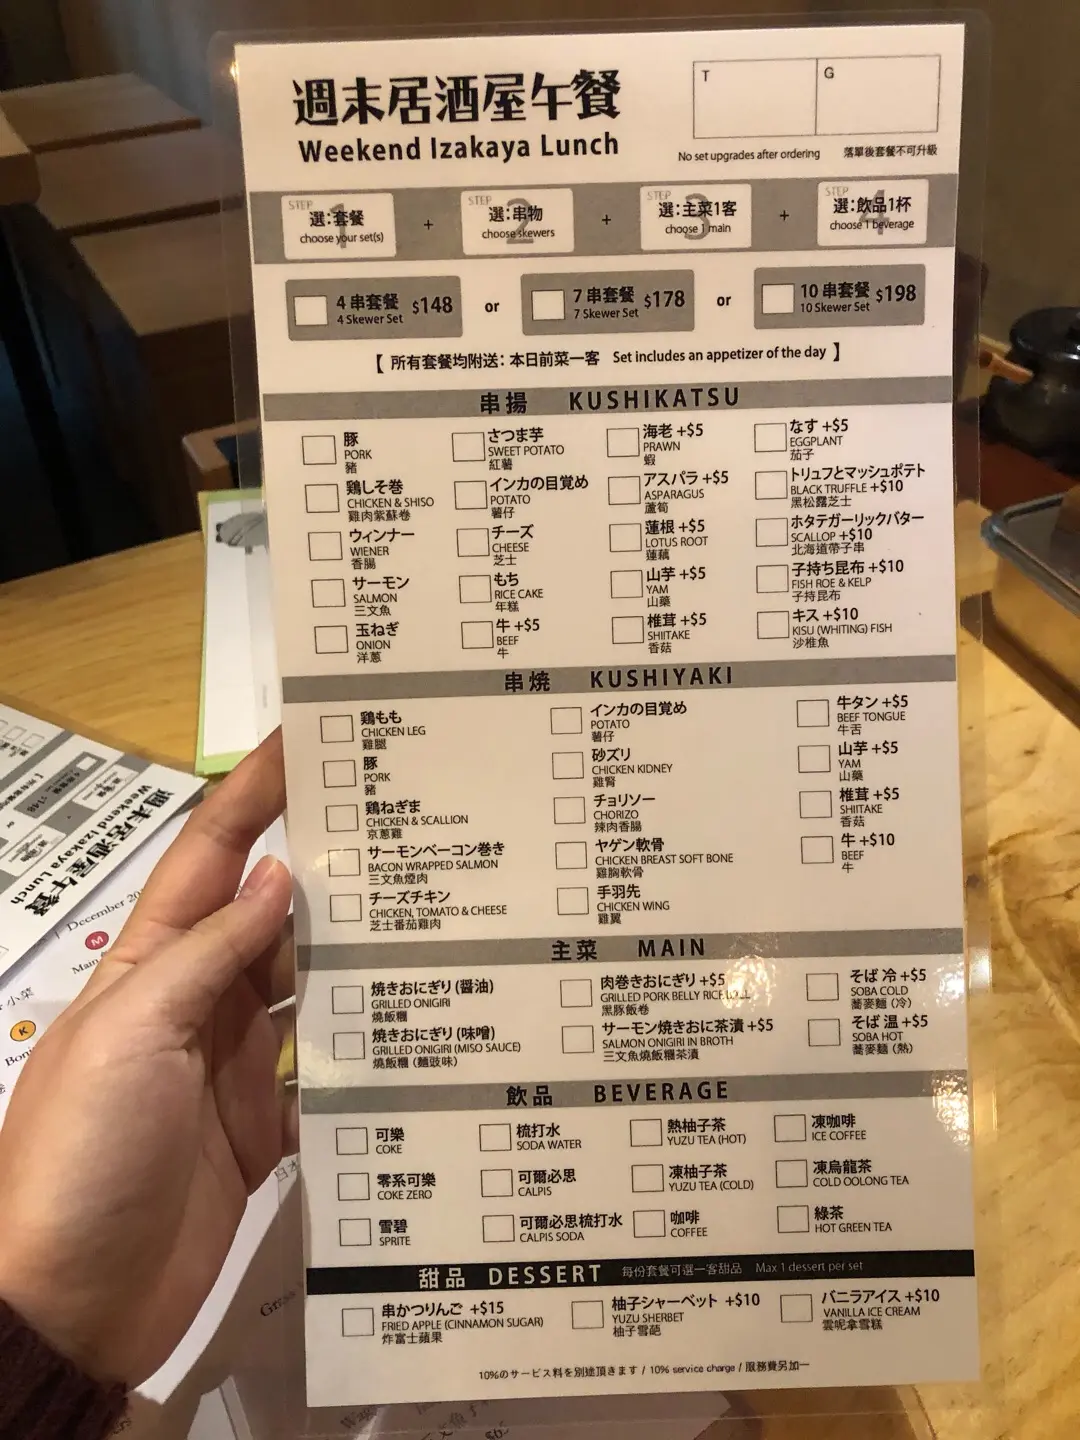 週末居酒屋午餐
Weekend Izakaya Lunch
T
G
No set upgrades after ordering 落單後套餐不可升級
STEP 1
選:套餐
choose your set(s)
+
STEP 2
選:串物
choose skewers
+
STEP 3
選:主菜1客
choose 1 main
+
STEP 4
選:飲品1杯
choose 1 beverage
4 串套餐 $148
4 Skewer Set
or
7 串套餐 $178
7 Skewer Set
or
10 串套餐 $198
10 Skewer Set
【 所有套餐均附送: 本日前菜一客 Set includes an appetizer of the day 】
串揚 KUSHIKATSU
豚
PORK
豬
鶏しそ巻
CHICKEN & SHISO
雞肉紫蘇卷
ウィンナー
WIENER
香腸
サーモン
SALMON
三文魚
玉ねぎ
ONION
洋蔥
さつま芋
SWEET POTATO
紅薯
インカの目覚め
POTATO
薯仔
チーズ
CHEESE
芝士
もち
RICE CAKE
年糕
牛 +$5
BEEF
牛
海老 +$5
PRAWN
蝦
アスパラ +$5
ASPARAGUS
蘆筍
蓮根 +$5
LOTUS ROOT
蓮藕
山芋 +$5
YAM
山藥
椎茸 +$5
SHIITAKE
香菇
なす +$5
EGGPLANT
茄子
トリュフとマッシュポテト
BLACK TRUFFLE +$10
黑松露芝士
ホタテガーリックバター
SCALLOP +$10
北海道帶子串
子持ち昆布 +$10
FISH ROE & KELP
子持昆布
キス +$10
KISU (WHITING) FISH
沙椎魚
串焼 KUSHIYAKI
鶏もも
CHICKEN LEG
雞腿
豚
PORK
豬
鶏ねぎま
CHICKEN & SCALLION
京蔥雞
サーモンベーコン巻き
BACON WRAPPED SALMON
三文魚煙肉
チーズチキン
CHICKEN, TOMATO & CHEESE
芝士番茄雞肉
インカの目覚め
POTATO
薯仔
砂ズリ
CHICKEN KIDNEY
雞腎
チョリソー
CHORIZO
辣肉香腸
ヤゲン軟骨
CHICKEN BREAST SOFT BONE
雞胸軟骨
手羽先
CHICKEN WING
雞翼
牛タン +$5
BEEF TONGUE
牛舌
山芋 +$5
YAM
山藥
椎茸 +$5
SHIITAKE
香菇
牛 +$10
BEEF
牛
主菜 MAIN
焼きおにぎり (醤油)
GRILLED ONIGIRI
燒飯糰
焼きおにぎり (味噌)
GRILLED ONIGIRI (MISO SAUCE)
燒飯糰 (麵豉味)
肉巻きおにぎり +$5
GRILLED PORK BELLY RICE ROLL
黑豚飯卷
サーモン焼きおに茶漬 +$5
SALMON ONIGIRI IN BROTH
三文魚燒飯糰茶漬
そば 冷 +$5
SOBA COLD
蕎麥麵 (冷)
そば 温 +$5
SOBA HOT
蕎麥麵 (熱)
飲品 BEVERAGE
可樂
COKE
零系可樂
COKE ZERO
雪碧
SPRITE
梳打水
SODA WATER
可爾必思
CALPIS
可爾必思梳打水
CALPIS SODA
熱柚子茶
YUZU TEA (HOT)
凍柚子茶
YUZU TEA (COLD)
咖啡
COFFEE
凍咖啡
ICE COFFEE
凍烏龍茶
COLD OOLONG TEA
綠茶
HOT GREEN TEA
甜品 DESSERT 每份套餐可選一客甜品 Max 1 dessert per set
串かつりんご +$15
FRIED APPLE (CINNAMON SUGAR)
炸富士蘋果
柚子シャーベット +$10
YUZU SHERBET
柚子雪葩
バニラアイス +$10
VANILLA ICE CREAM
雲呢拿雪糕
10%のサービス料を別途頂きます / 10% service charge / 服務費另加一
週末居酒屋午餐
Weekend Izakaya Lunch
December
M
Main
小菜
K